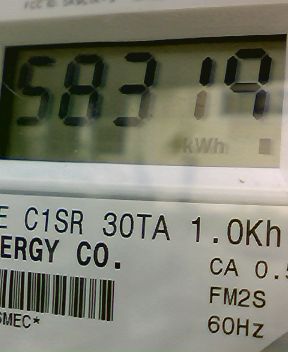 58319
kWh
E C1SR 30TA 1.0Kh
ERGY CO.
CA 0.5
FM2S
60Hz
SMEC*